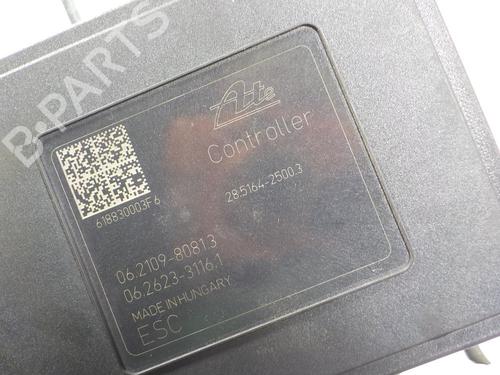 B-PARTS
Ate
Controller
618830003F6
28.5164-2500.3
06.2109-8081.3
06.2623-3116.1
MADE IN HUNGARY
ESC